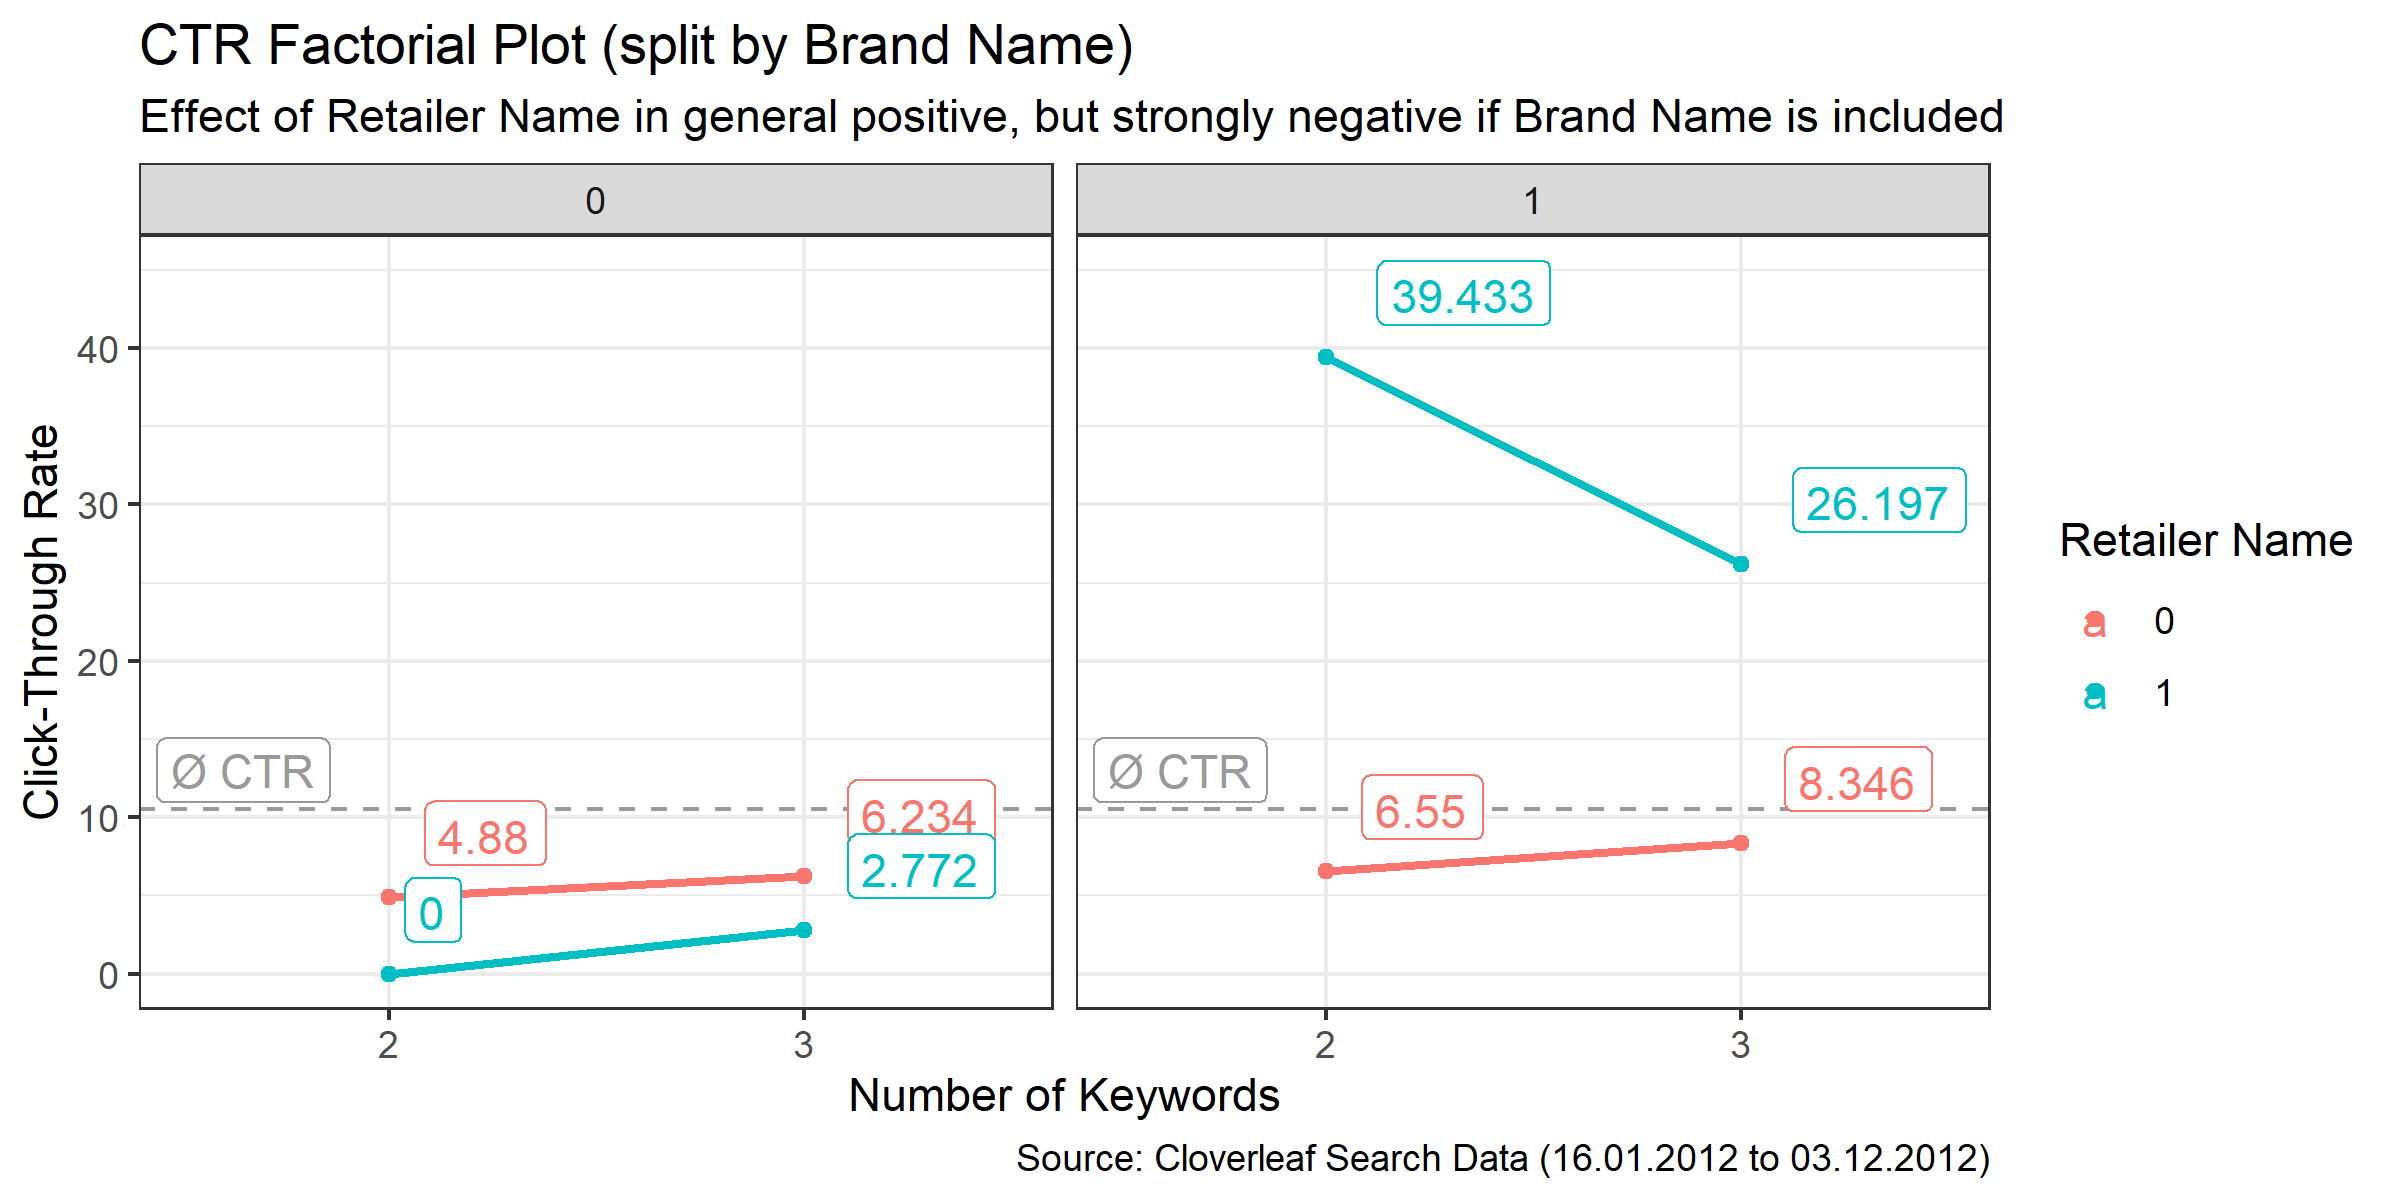 CTR Factorial Plot (split by Brand Name)
Effect of Retailer Name in general positive, but strongly negative if Brand Name is included
0
1
Click-Through Rate
40
30
20
10
0
Ø CTR
4.88
0
6.234
2.772
39.433
26.197
Ø CTR
6.55
8.346
2
3
2
3
Number of Keywords
Retailer Name
a 0
a 1
Source: Cloverleaf Search Data (16.01.2012 to 03.12.2012)